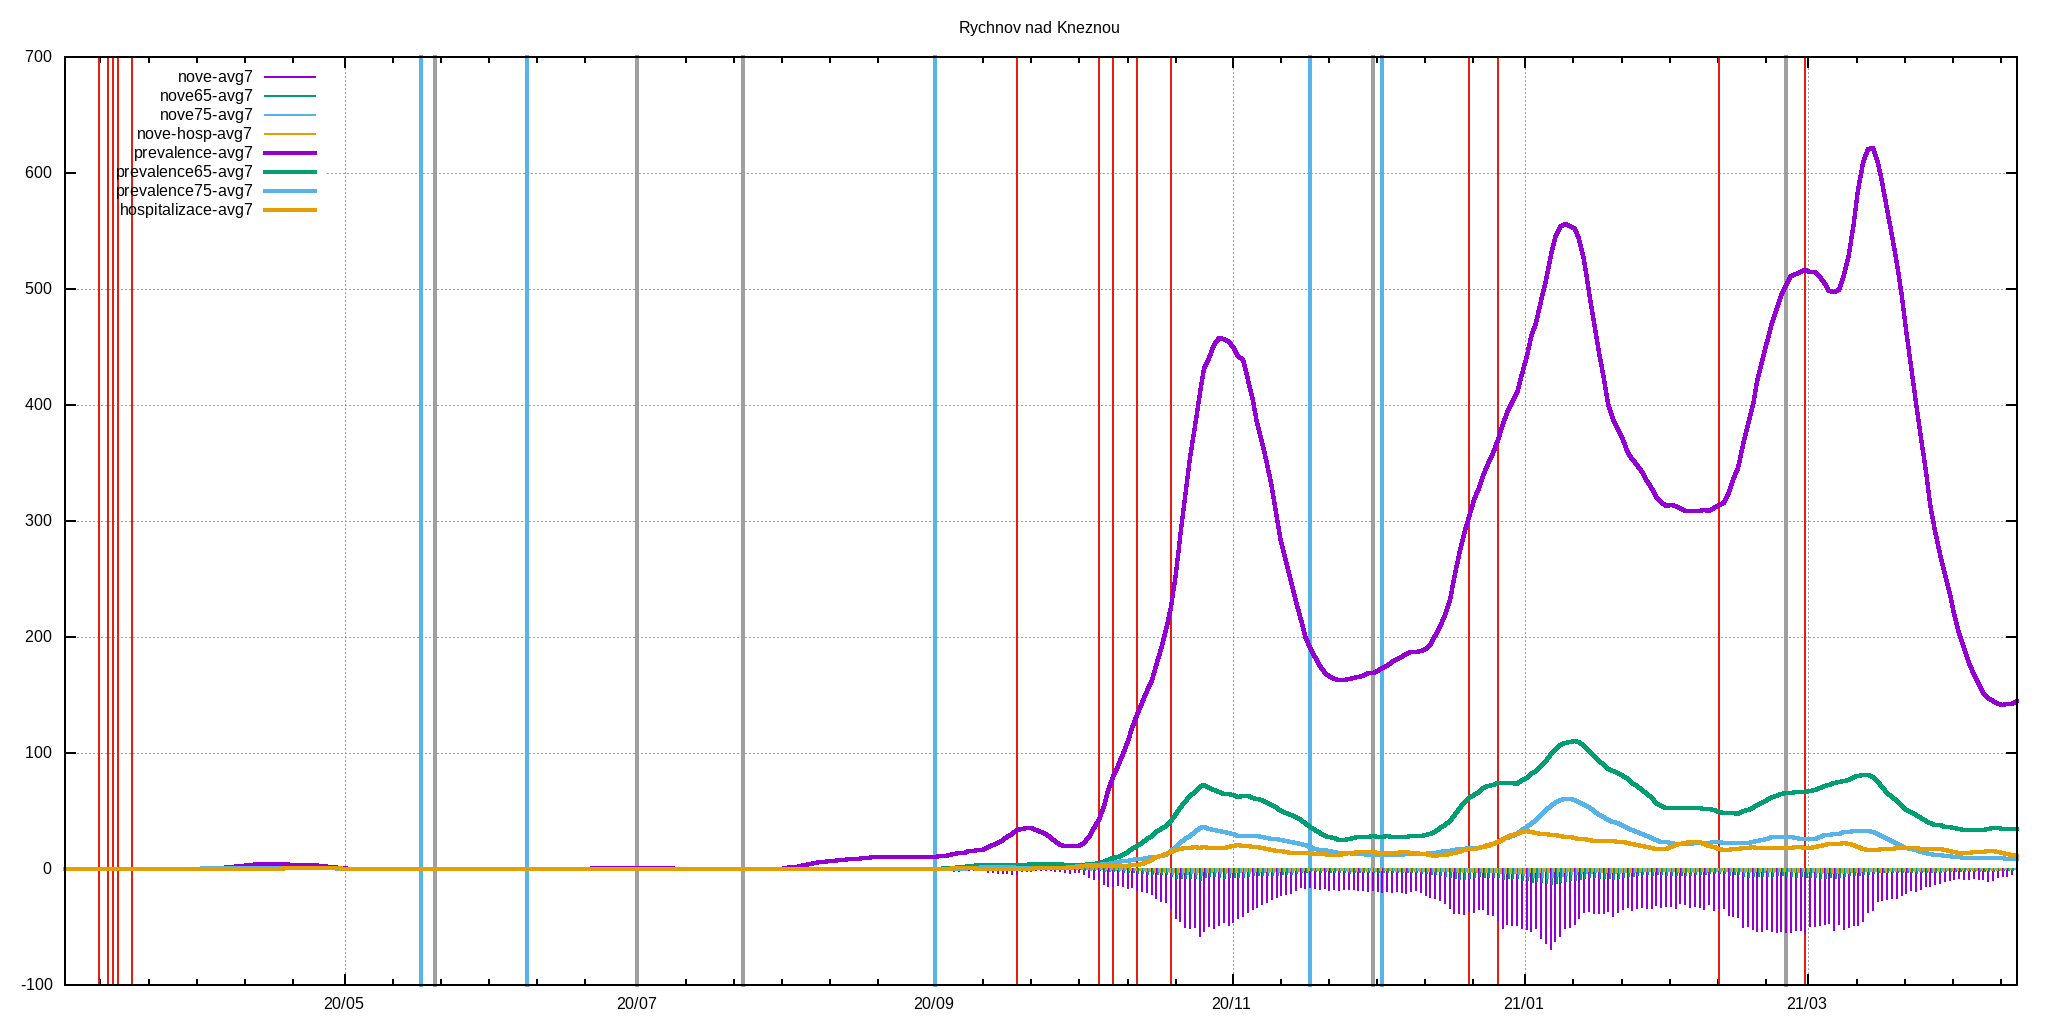 Rychnov nad Kneznou
700
600
500
400
300
200
100
0
-100
nove-avg7
nove65-avg7
nove75-avg7
nove-hosp-avg7
prevalence-avg7
prevalence65-avg7
prevalence75-avg7
hospitalizace-avg7
20/05
20/07
20/09
20/11
21/01
21/03